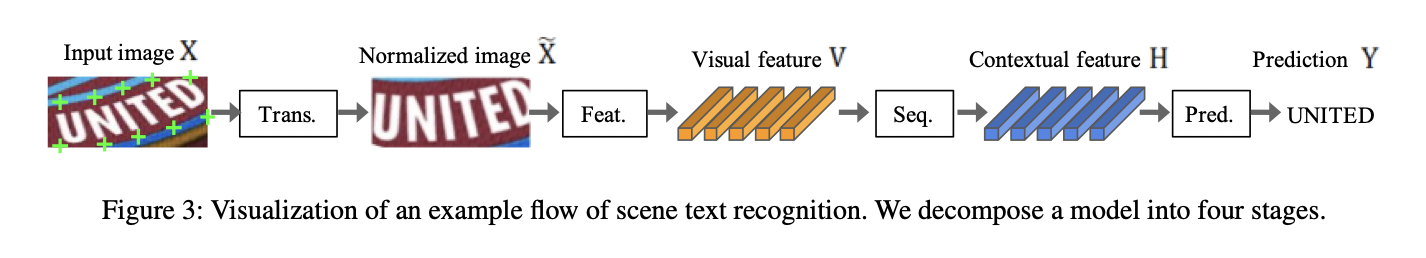 Input image X
Normalized image X̃
Visual feature V
Contextual feature H
Prediction Y
UNITED
Trans.
UNITED
Feat.
Seq.
Pred.
UNITED
Figure 3: Visualization of an example flow of scene text recognition. We decompose a model into four stages.